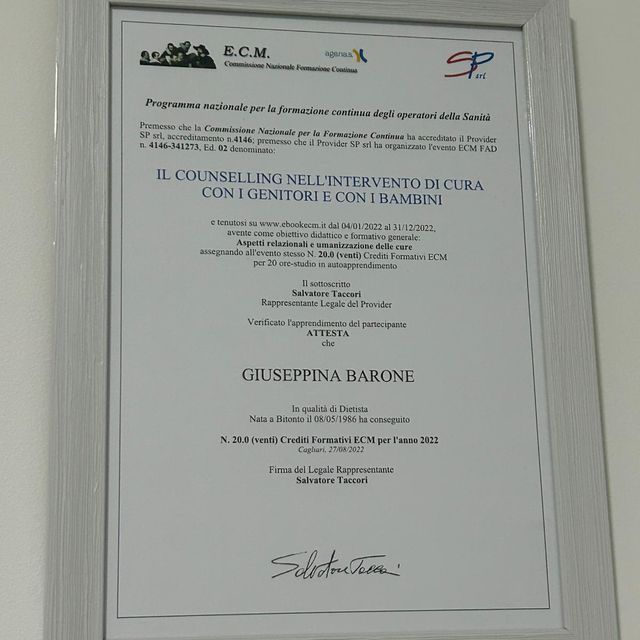 E.C.M.
Commissione Nazionale Formazione Continua
agenas
SP srl
Programma nazionale per la formazione continua degli operatori della Sanità
Premesso che la Commissione Nazionale per la Formazione Continua ha accreditato il Provider
SP srl, accreditamento n.4146; premesso che il Provider SP srl ha organizzato l'evento ECM FAD
n. 4146-341273, Ed. 02 denominato:
IL COUNSELLING NELL'INTERVENTO DI CURA
CON I GENITORI E CON I BAMBINI
e tenutosi su www.ebookecm.it dal 04/01/2022 al 31/12/2022,
avente come obiettivo didattico e formativo generale:
Aspetti relazionali e umanizzazione delle cure
assegnando all'evento stesso N. 20.0 (venti) Crediti Formativi ECM
per 20 ore-studio in autoapprendimento
Il sottoscritto
Salvatore Taccori
Rappresentante Legale del Provider
Verificato l'apprendimento del partecipante
ATTESTA
che
GIUSEPPINA BARONE
In qualità di Dietista
Nata a Bitonto il 08/05/1986 ha conseguito
N. 20.0 (venti) Crediti Formativi ECM per l'anno 2022
Cagliari, 27/08/2022
Firma del Legale Rappresentante
Salvatore Taccori
Salvatore Taccori